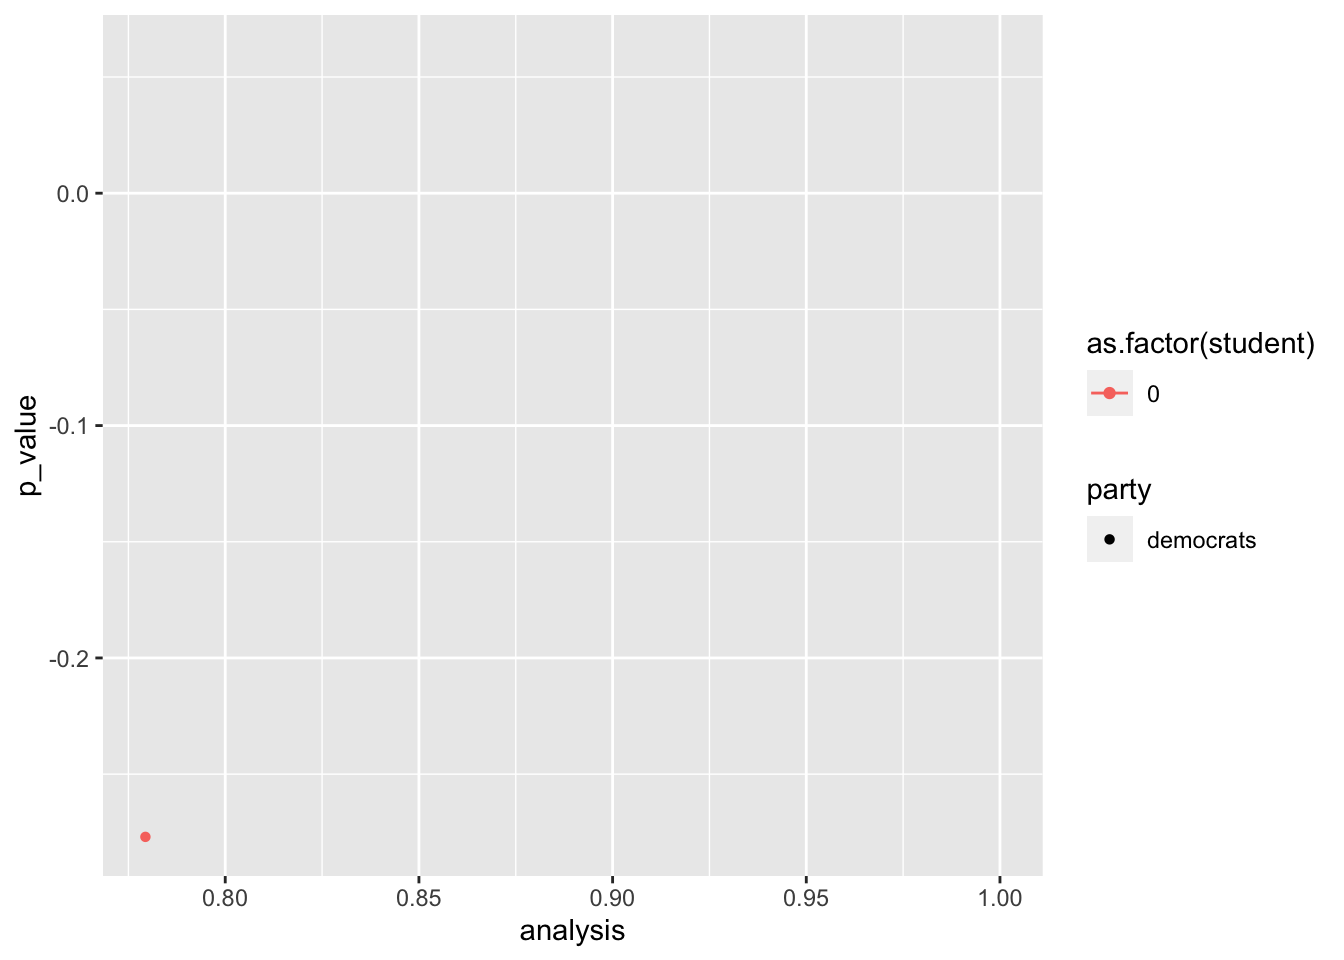 0.0
-0.1
-0.2
p_value
0.80
0.85
0.90
0.95
1.00
analysis
as.factor(student)
0
party
democrats